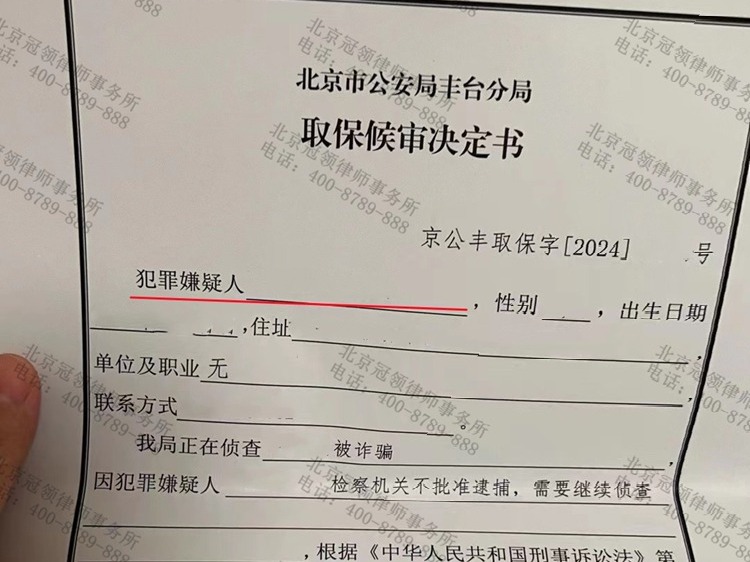 北京市公安局丰台分局
取保候审决定书
京公丰取保字[2024] 号
犯罪嫌疑人 ，性别 ，出生日期
，住址 ，
单位及职业 无 ，
联系方式 。
我局正在侦查 被诈骗
因犯罪嫌疑人 检察机关不批准逮捕，需要继续侦查
，根据《中华人民共和国刑事诉讼法》第
北京冠领律师事务所
电话：400-8789-888